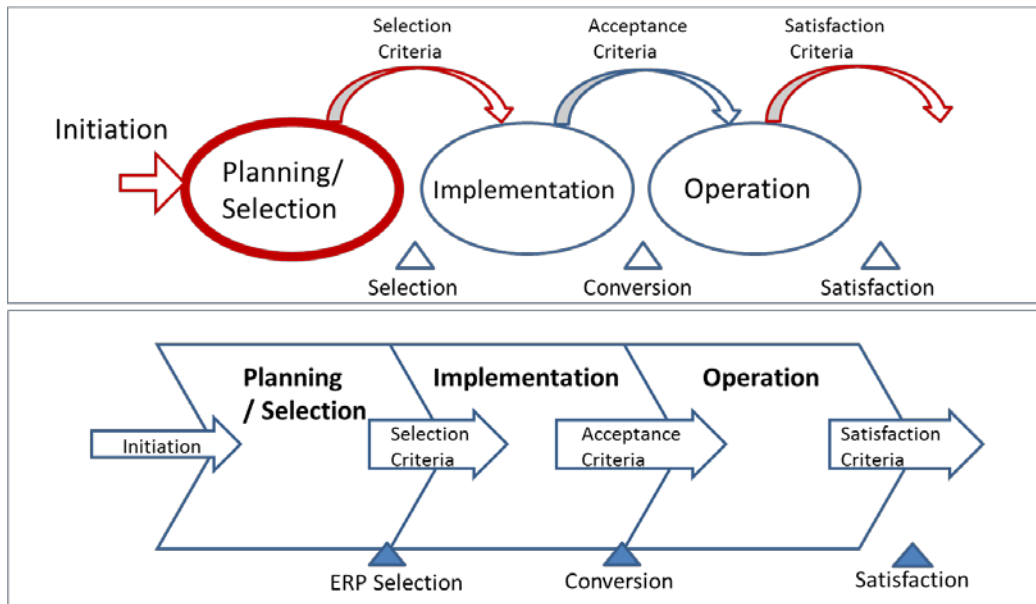 Selection
Criteria
Acceptance
Criteria
Satisfaction
Criteria
Initiation
Planning/
Selection
Implementation
Operation
Selection
Conversion
Satisfaction
Planning
/ Selection
Implementation
Operation
Initiation
Selection
Criteria
Acceptance
Criteria
Satisfaction
Criteria
ERP Selection
Conversion
Satisfaction